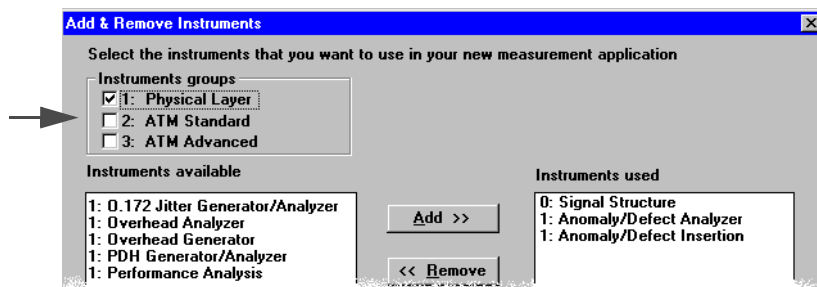 Add & Remove Instruments
Select the instruments that you want to use in your new measurement application
Instruments groups
1: Physical Layer
2: ATM Standard
3: ATM Advanced
Instruments available
1: O.172 Jitter Generator/Analyzer
1: Overhead Analyzer
1: Overhead Generator
1: PDH Generator/Analyzer
1: Performance Analysis
Add >>
<< Remove
Instruments used
0: Signal Structure
1: Anomaly/Defect Analyzer
1: Anomaly/Defect Insertion